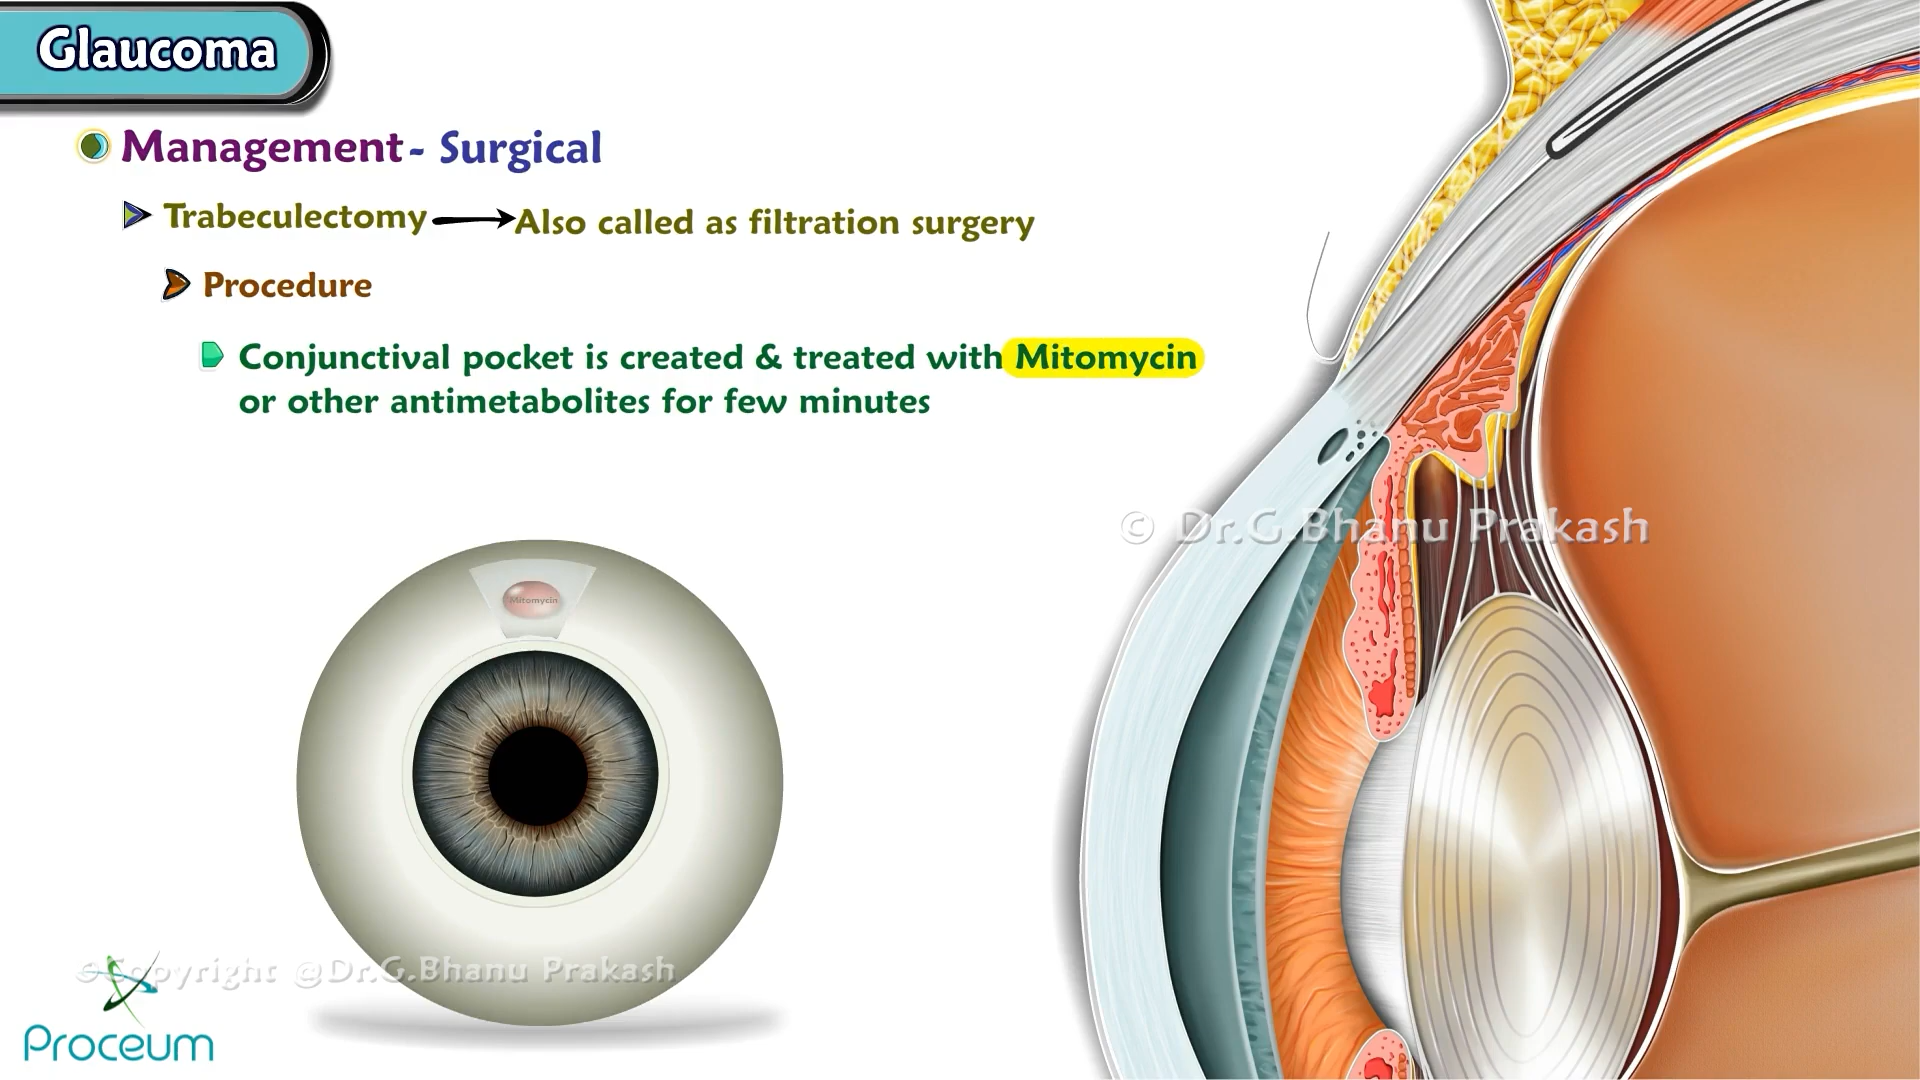 Glaucoma
Management - Surgical
Trabeculectomy Also called as filtration surgery
Procedure
Conjunctival pocket is created & treated with Mitomycin
or other antimetabolites for few minutes
© Dr.G.Bhanu Prakash
Mitomycin
©Copyright @Dr.G.Bhanu Prakash
Proceum